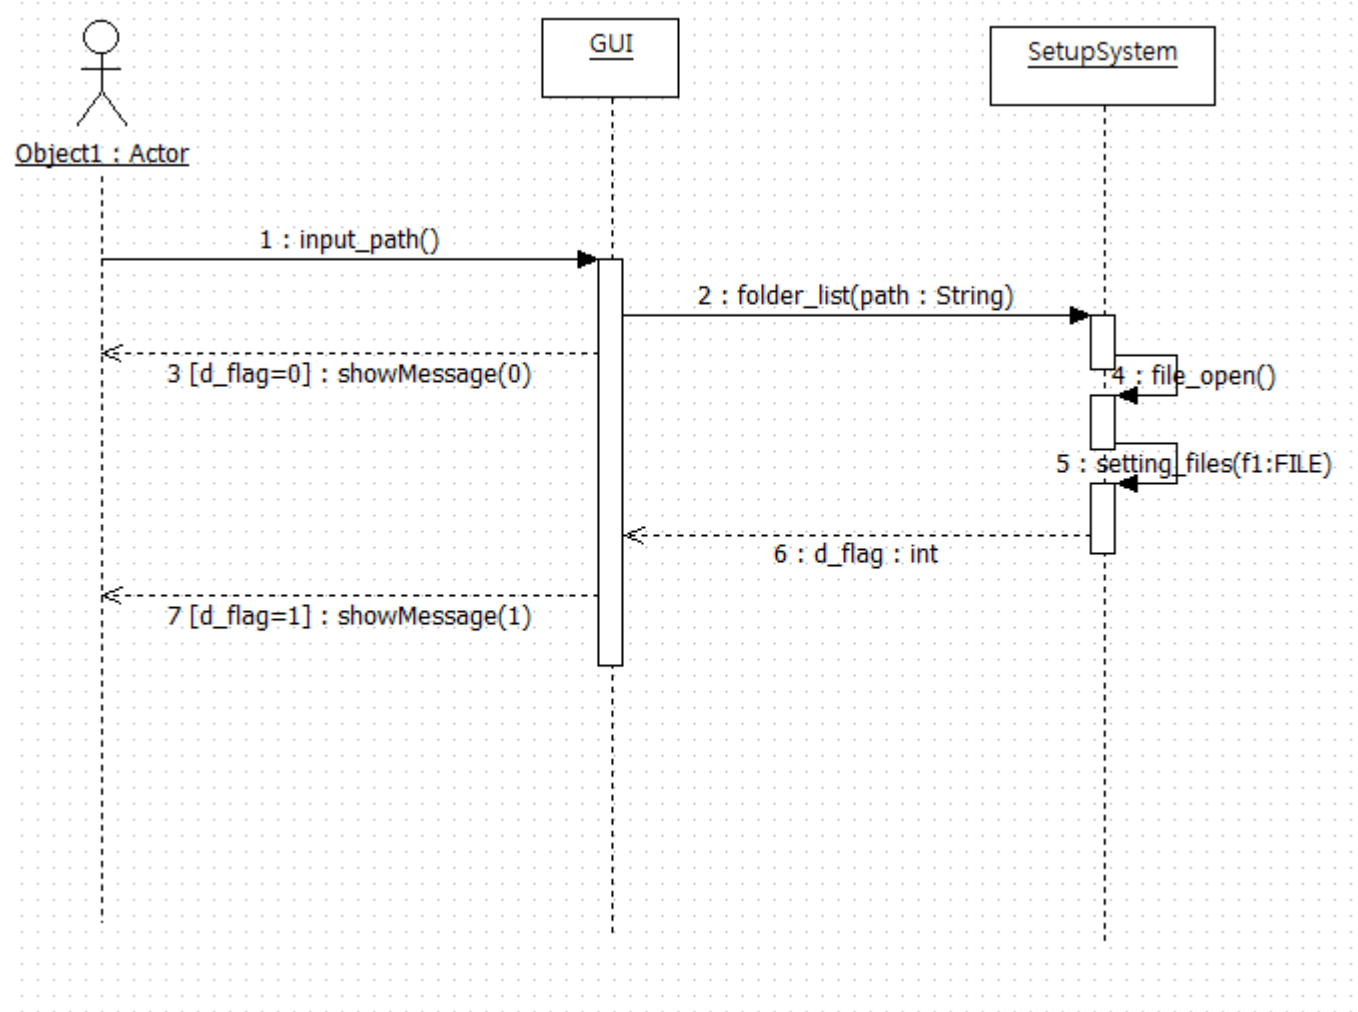 GUI
SetupSystem
Object1 : Actor
1 : input_path()
2 : folder_list(path : String)
3 [d_flag=0] : showMessage(0)
4 : file_open()
5 : setting_files(f1:FILE)
6 : d_flag : int
7 [d_flag=1] : showMessage(1)